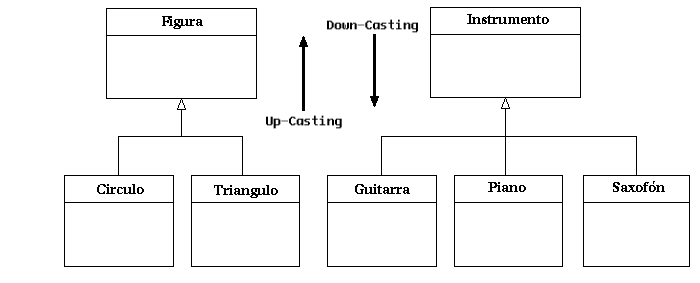 Figura
Down-Casting
Instrumento
Up-Casting
Circulo
Triangulo
Guitarra
Piano
Saxofón